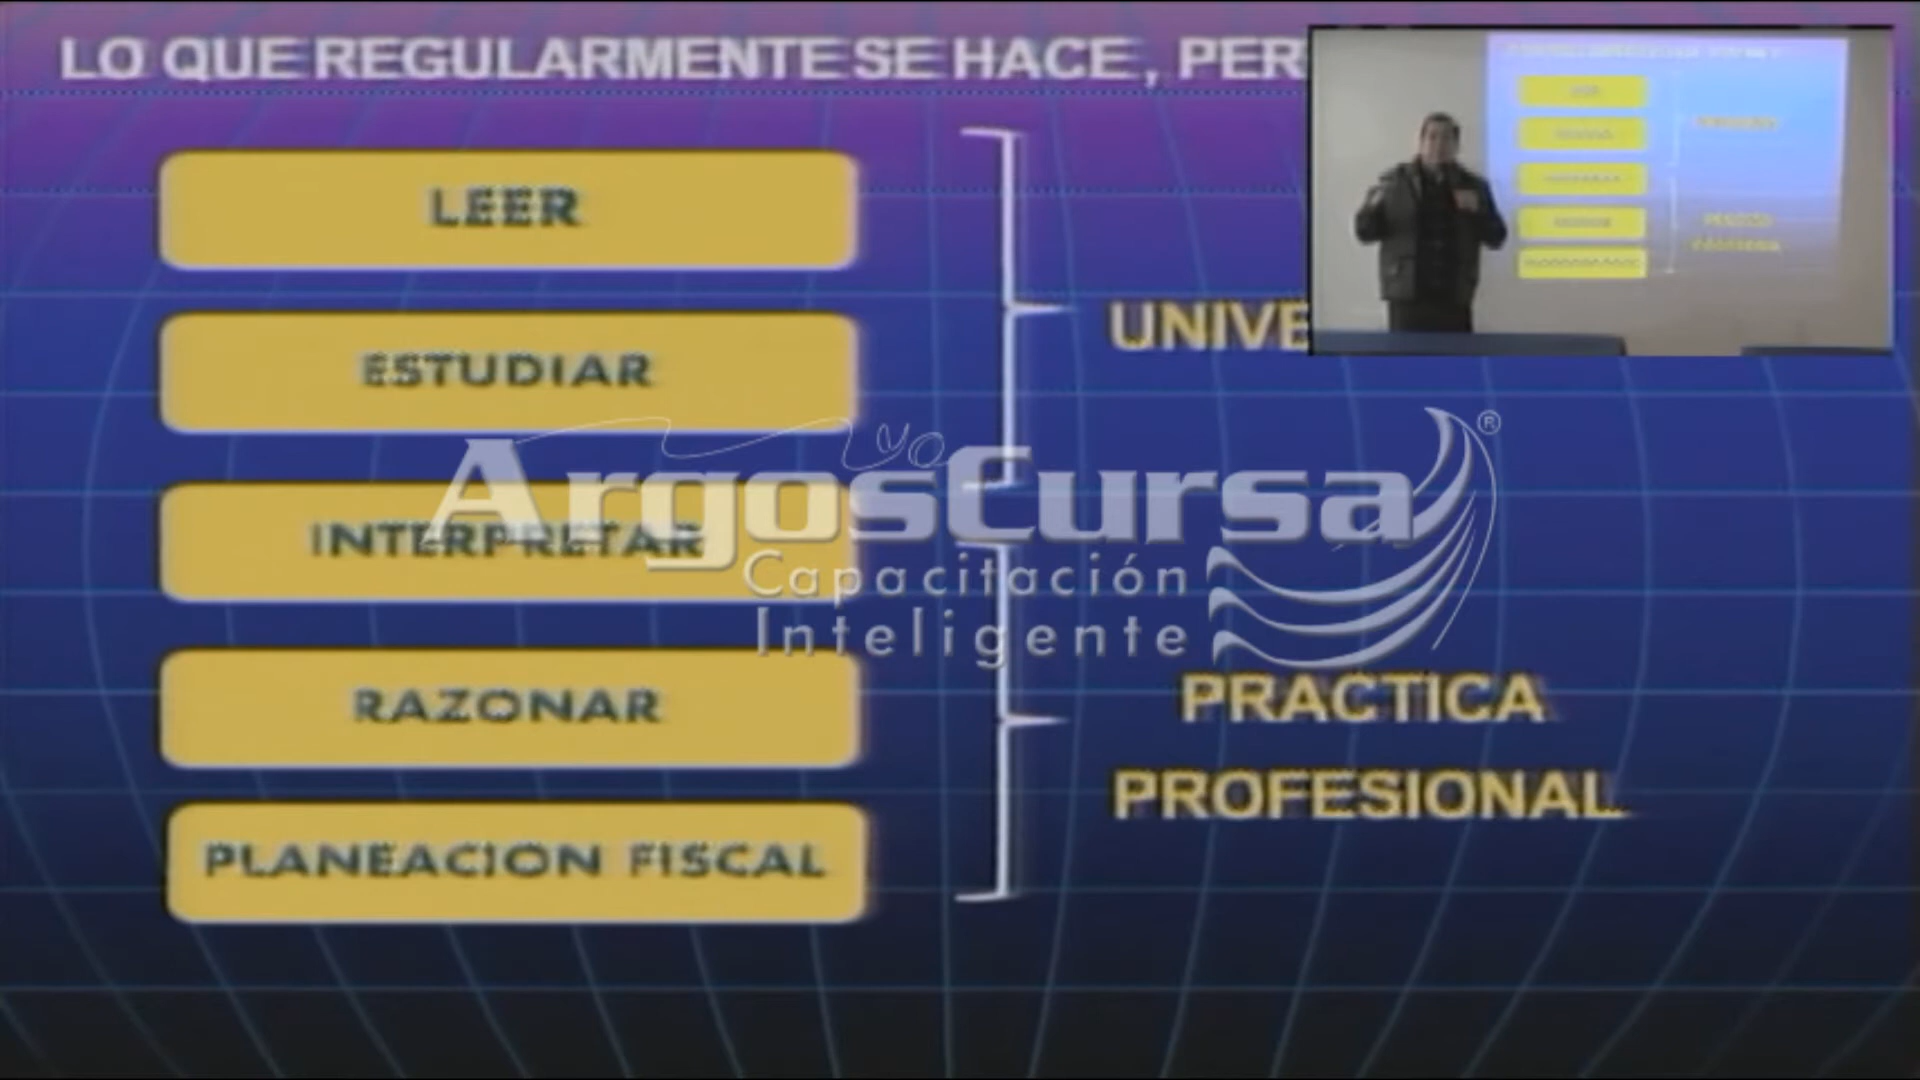 LO QUE REGULARMENTE SE HACE , PER
LEER
ESTUDIAR
UNIVE
INTERPRETAR
RAZONAR
PLANEACION FISCAL
PRACTICA
PROFESIONAL
ArgosCursa ®
Capacitación
Inteligente